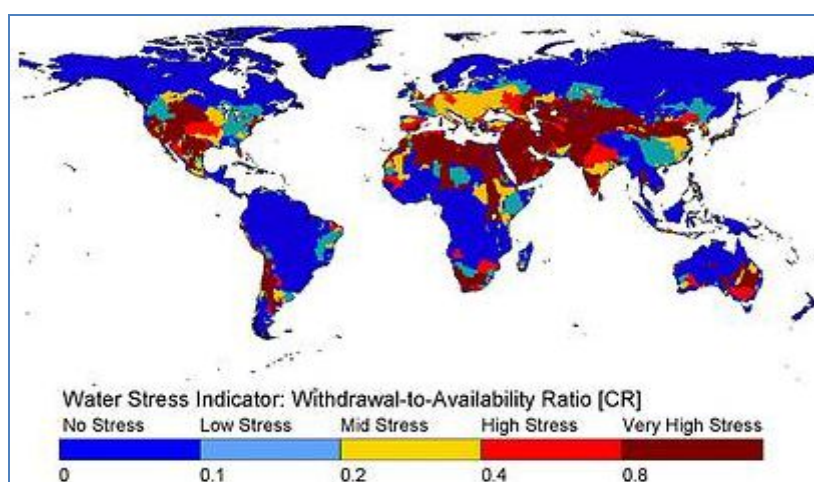 Water Stress Indicator: Withdrawal-to-Availability Ratio [CR]
No Stress Low Stress Mid Stress High Stress Very High Stress
0 0.1 0.2 0.4 0.8